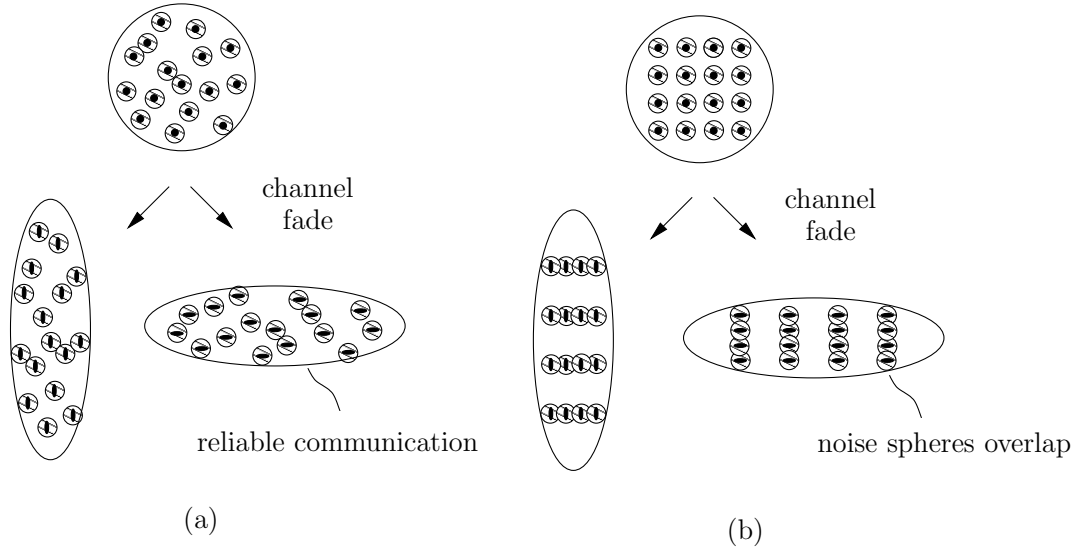 channel
fade
reliable communication
(a)
channel
fade
noise spheres overlap
(b)